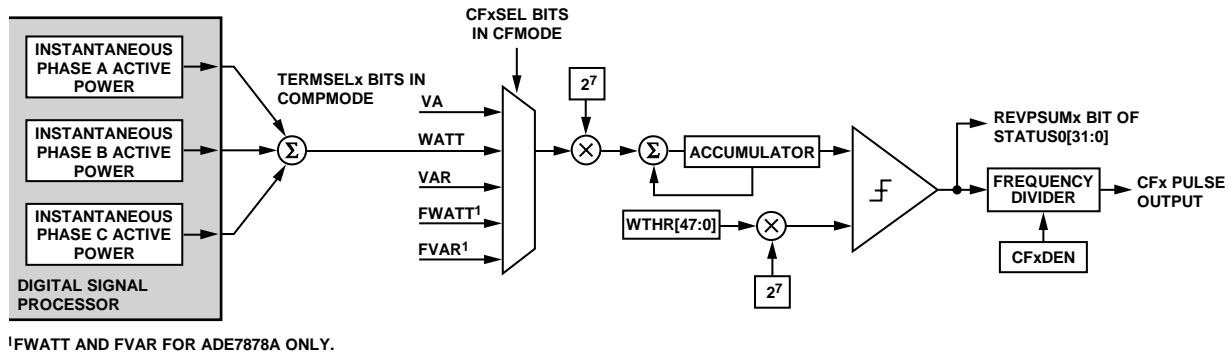 INSTANTANEOUS
PHASE A ACTIVE
POWER
INSTANTANEOUS
PHASE B ACTIVE
POWER
INSTANTANEOUS
PHASE C ACTIVE
POWER
DIGITAL SIGNAL
PROCESSOR
Σ
TERMSELx BITS IN
COMPMODE
CFxSEL BITS
IN CFMODE
VA
WATT
VAR
FWATT¹
FVAR¹
2⁷
×
Σ
ACCUMULATOR
WTHR[47:0]
×
2⁷
REVPSUMx BIT OF
STATUS0[31:0]
FREQUENCY
DIVIDER
CFxDEN
CFx PULSE
OUTPUT
¹FWATT AND FVAR FOR ADE7878A ONLY.